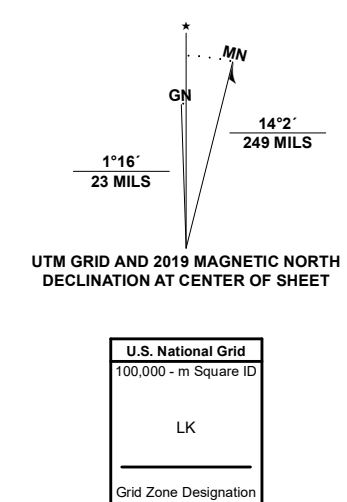 ★
MN
GN
14°2´
249 MILS
1°16´
23 MILS
UTM GRID AND 2019 MAGNETIC NORTH
DECLINATION AT CENTER OF SHEET
U.S. National Grid
100,000 - m Square ID
LK
Grid Zone Designation